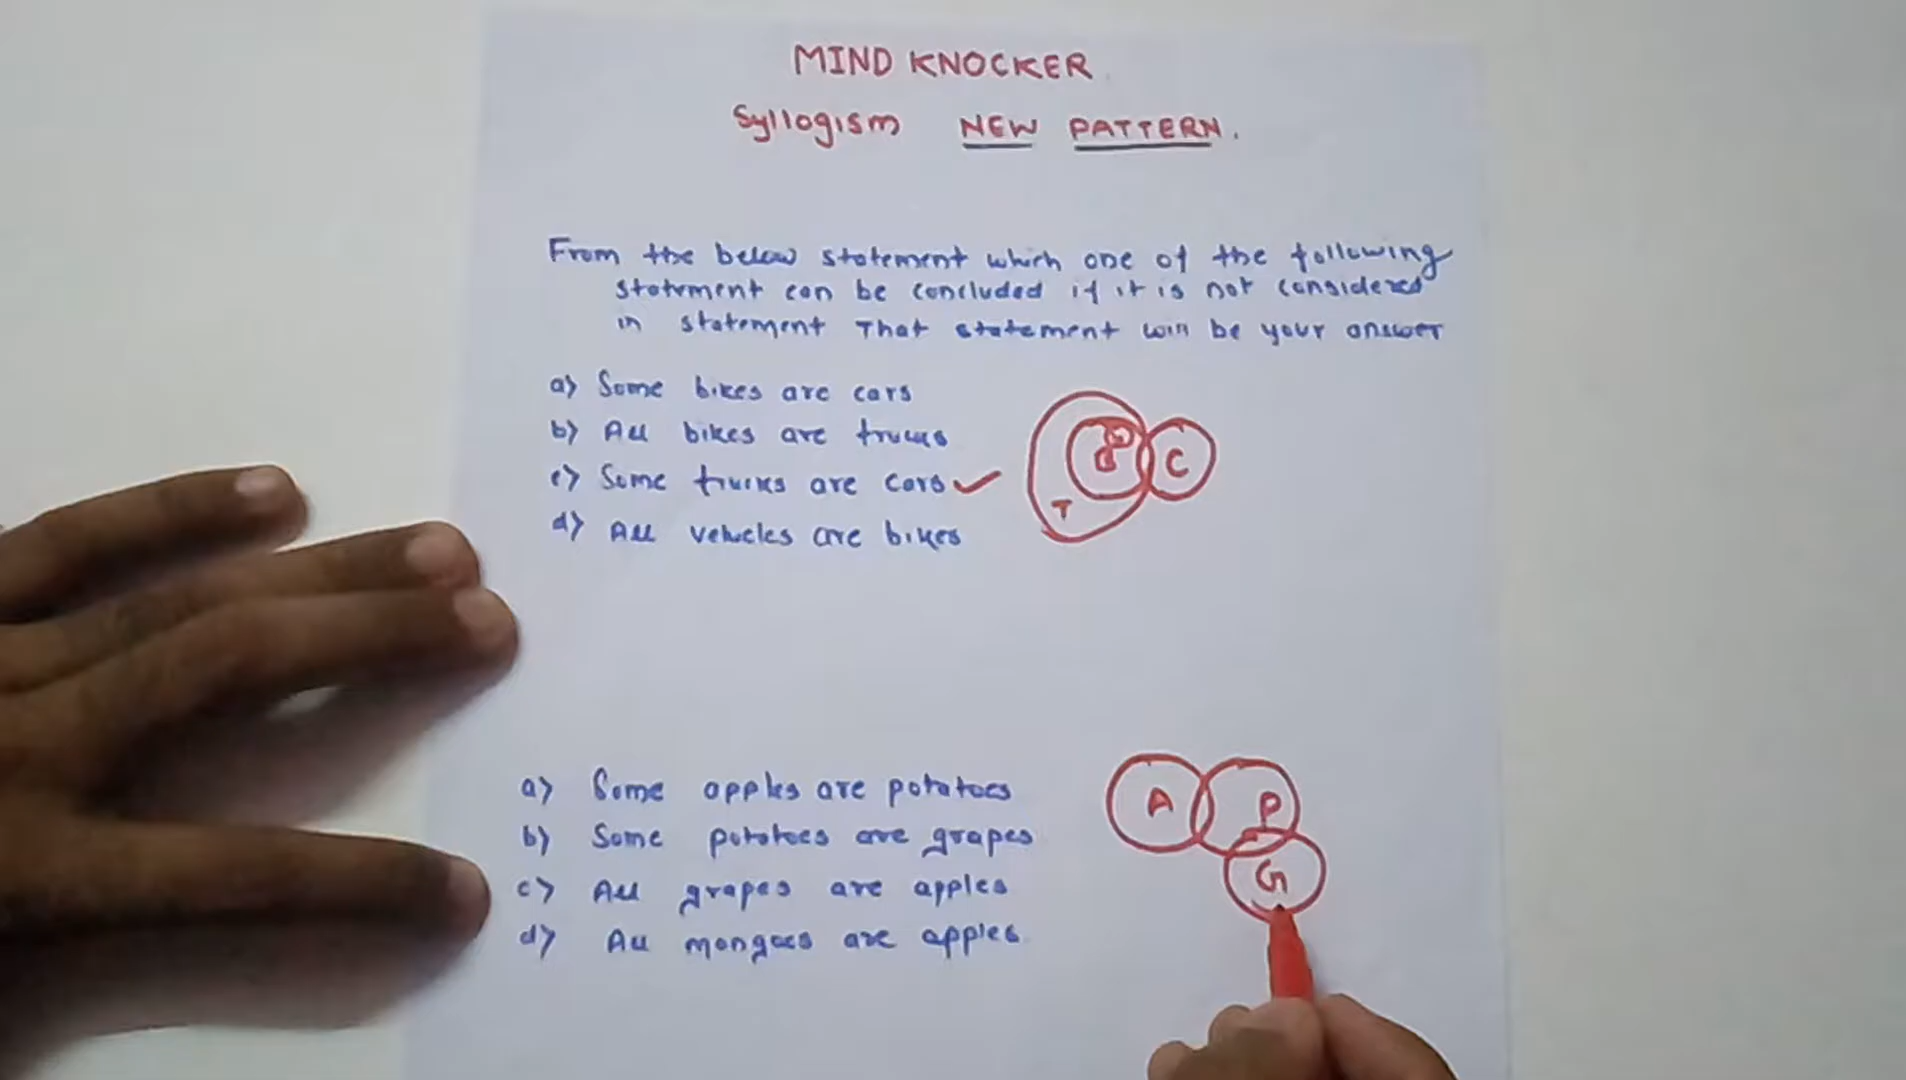 MIND KNOCKER
Syllogism NEW PATTERN.
From the below statement which one of the following
statement can be concluded if it is not considered
in statement That statement will be your answer
a) Some bikes are cars
b) All bikes are trucks
c) Some trucks are cars
B
C
T
d) All vehicles are bikes
a) Some apples are potatoes
A
P
b) Some potatoes are grapes
c) All grapes are apples
G
d) All mangoes are apples